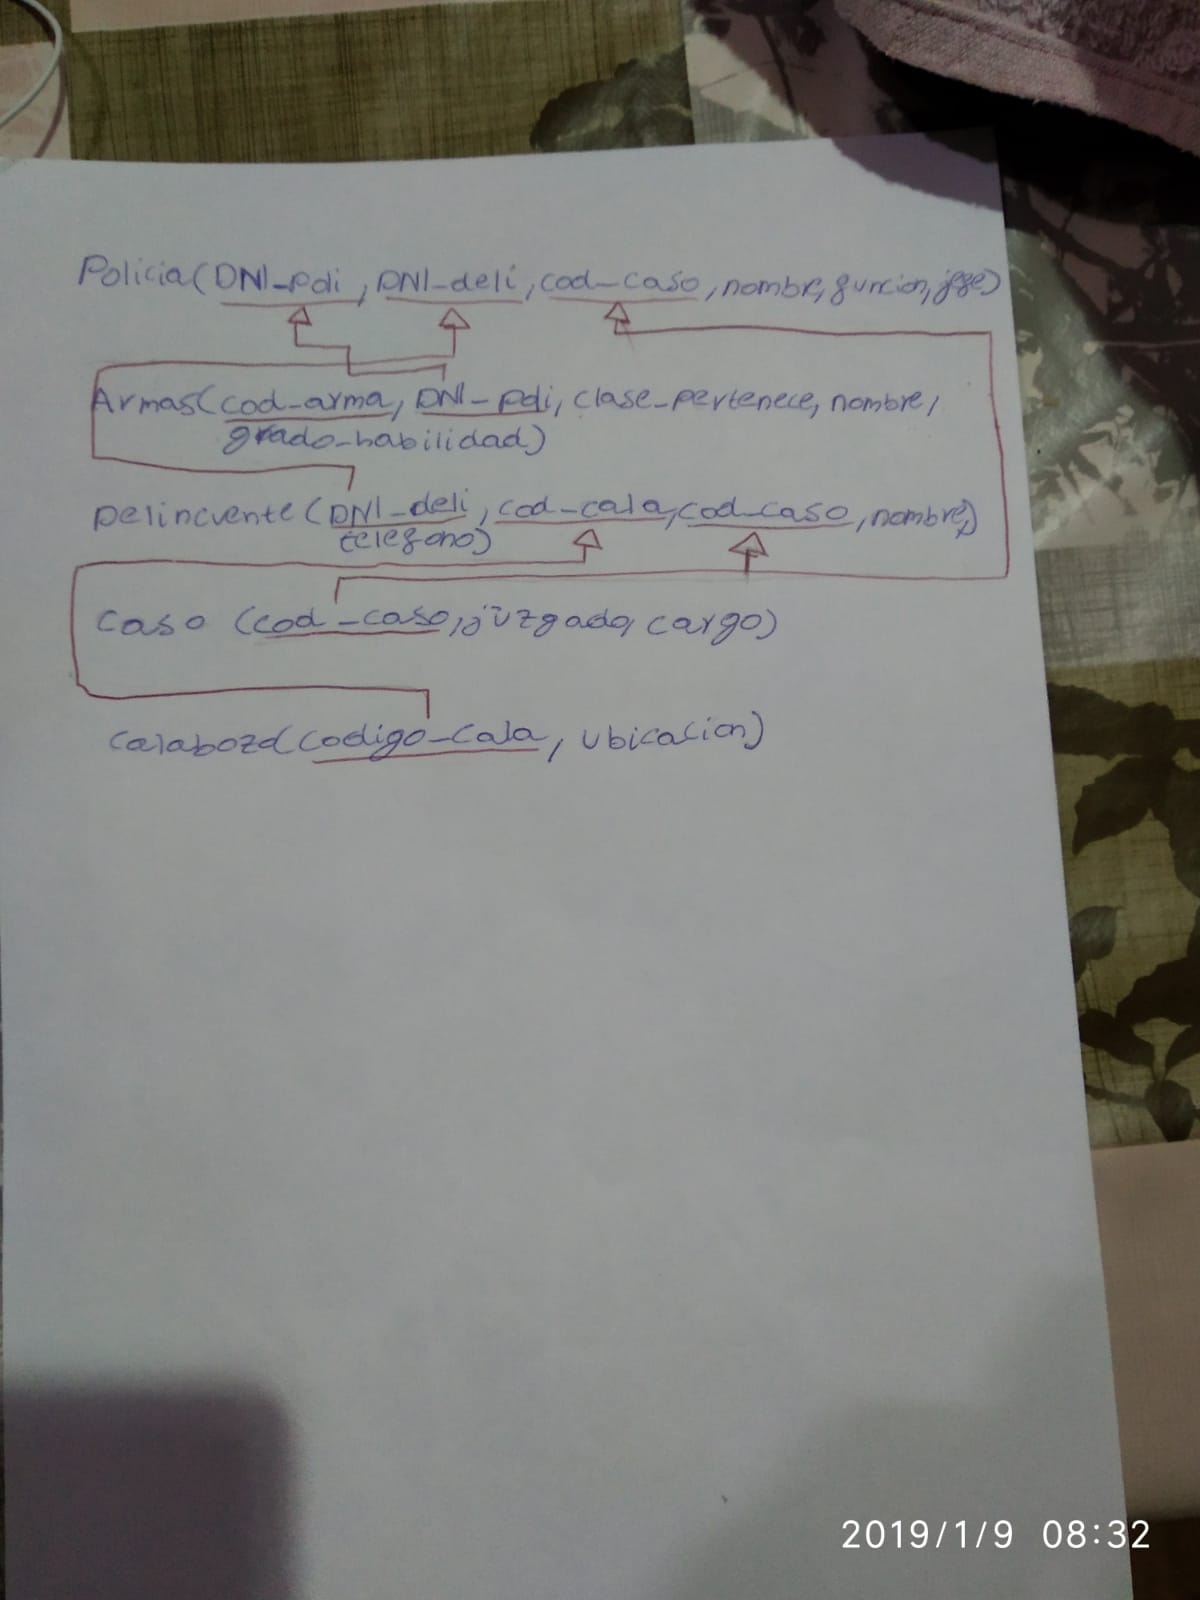 Policia(DNI-pdi, DNI-deli, cod-caso, nombre, funcion, jefe)
Armas(cod-arma, DNI-pdi, clase-pertenece, nombre,
grado-habilidad)
Delincuente(DNI-deli, cod-cala, cod-caso, nombre,
telefono)
Caso (cod-caso, juzgado, cargo)
Calabozo(codigo-cala, ubicacion)
2019/1/9 08:32